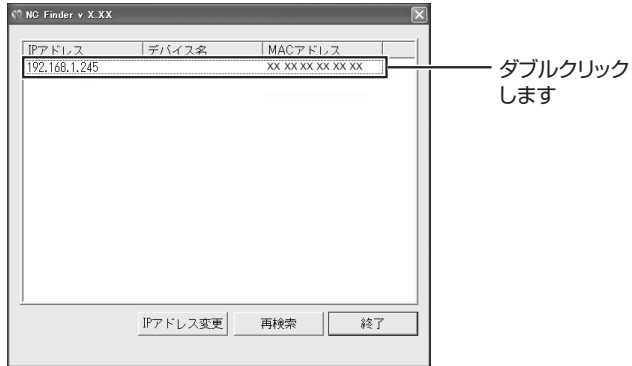 NC Finder v X.XX
IPアドレス デバイス名 MACアドレス
192.168.1.245 XX XX XX XX XX XX
ダブルクリック
します
IPアドレス変更 再検索 終了